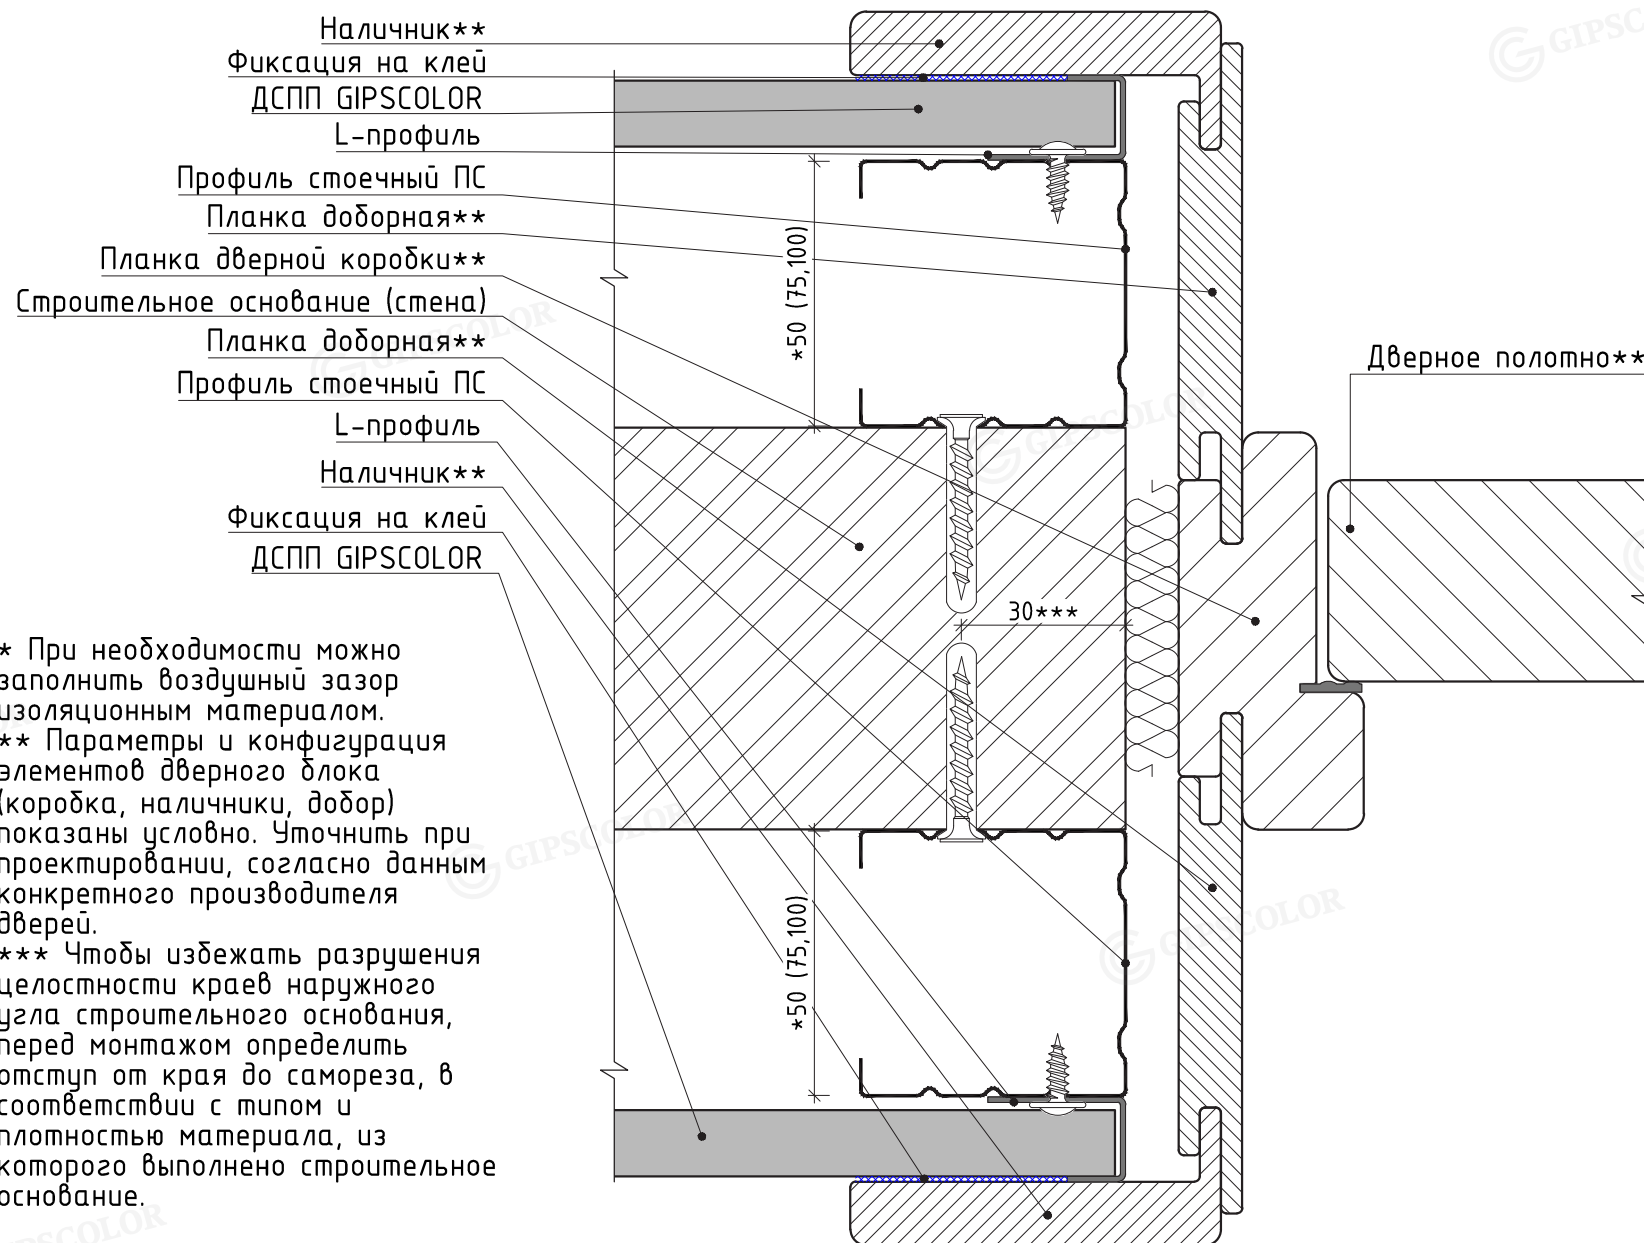 Наличник**
Фиксация на клей
ДСПП GIPSCOLOR
L-профиль
Профиль стоечный ПС
Планка доборная**
Планка дверной коробки**
Строительное основание (стена)
Планка доборная**
Профиль стоечный ПС
L-профиль
Наличник**
Фиксация на клей
ДСПП GIPSCOLOR
* При необходимости можно
заполнить воздушный зазор
изоляционным материалом.
** Параметры и конфигурация
элементов дверного блока
(коробка, наличники, добор)
показаны условно. Уточнить при
проектировании, согласно данным
конкретного производителя
дверей.
*** Чтобы избежать разрушения
целостности краев наружного
угла строительного основания,
перед монтажом определить
отступ от края до самореза, в
соответствии с типом и
плотностью материала, из
которого выполнено строительное
основание.
*50 (75,100)
30***
*50 (75,100)
Дверное полотно**
GIPSCOLOR
GIPSCOLOR
GIPSCOLOR
GIPSCOLOR